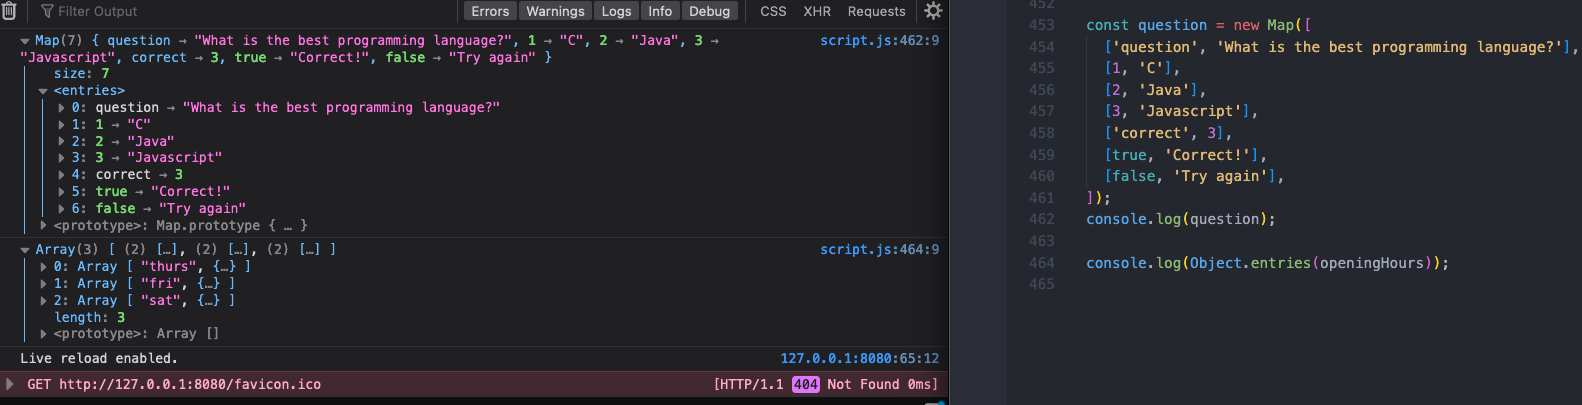 Filter Output
Errors Warnings Logs Info Debug CSS XHR Requests
Map(7) { question → "What is the best programming language?", 1 → "C", 2 → "Java", 3 → script.js:462:9
"Javascript", correct → 3, true → "Correct!", false → "Try again" }
size: 7
<entries>
0: question → "What is the best programming language?"
1: 1 → "C"
2: 2 → "Java"
3: 3 → "Javascript"
4: correct → 3
5: true → "Correct!"
6: false → "Try again"
<prototype>: Map.prototype { … }
Array(3) [ (2) […], (2) […], (2) […] ] script.js:464:9
0: Array [ "thurs", {…} ]
1: Array [ "fri", {…} ]
2: Array [ "sat", {…} ]
length: 3
<prototype>: Array []
Live reload enabled. 127.0.0.1:8080:65:12
GET http://127.0.0.1:8080/favicon.ico [HTTP/1.1 404 Not Found 0ms]
452
453 const question = new Map([
454 ['question', 'What is the best programming language?'],
455 [1, 'C'],
456 [2, 'Java'],
457 [3, 'Javascript'],
458 ['correct', 3],
459 [true, 'Correct!'],
460 [false, 'Try again'],
461 ]);
462 console.log(question);
463
464 console.log(Object.entries(openingHours));
465